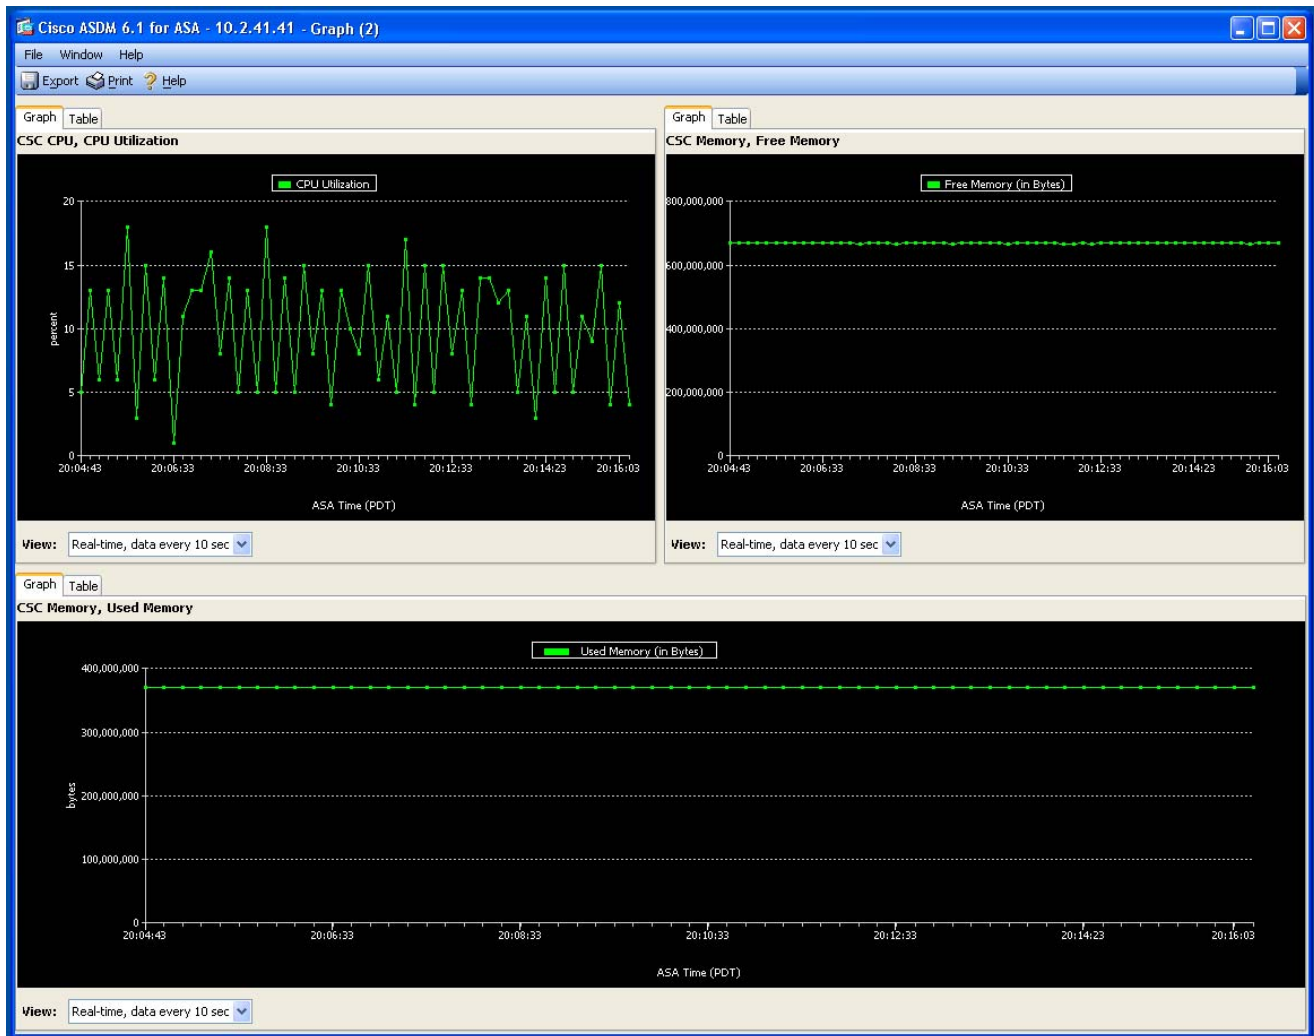 Cisco ASDM 6.1 for ASA - 10.2.41.41 - Graph (2)
File Window Help
Export Print Help
Graph Table
CSC CPU, CPU Utilization
CPU Utilization
20
15
10
5
0
percent
20:04:43 20:06:33 20:08:33 20:10:33 20:12:33 20:14:23 20:16:03
ASA Time (PDT)
View: Real-time, data every 10 sec
Graph Table
CSC Memory, Free Memory
Free Memory (in Bytes)
800,000,000
600,000,000
400,000,000
200,000,000
0
20:04:43 20:06:33 20:08:33 20:10:33 20:12:33 20:14:23 20:16:03
ASA Time (PDT)
View: Real-time, data every 10 sec
Graph Table
CSC Memory, Used Memory
Used Memory (in Bytes)
400,000,000
300,000,000
200,000,000
100,000,000
0
bytes
20:04:43 20:06:33 20:08:33 20:10:33 20:12:33 20:14:23 20:16:03
ASA Time (PDT)
View: Real-time, data every 10 sec